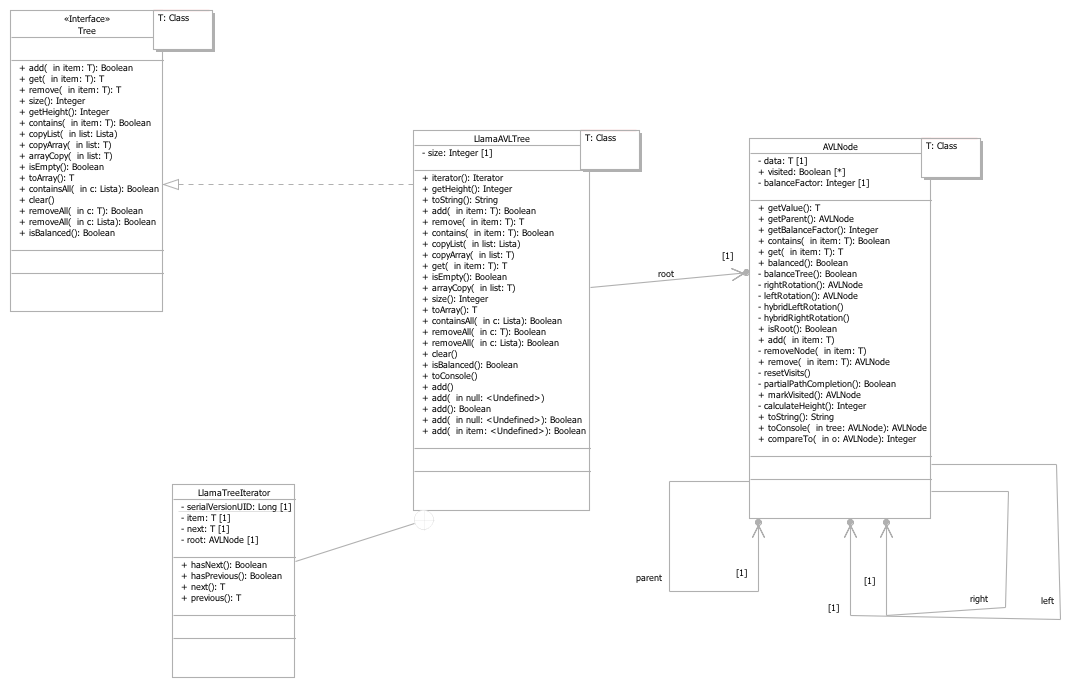 «Interface»
Tree
T: Class
+ add(  in item: T): Boolean
+ get(  in item: T): T
+ remove(  in item: T): T
+ size(): Integer
+ getHeight(): Integer
+ contains(  in item: T): Boolean
+ copyList(  in list: Lista)
+ copyArray(  in list: T)
+ arrayCopy(  in list: T)
+ isEmpty(): Boolean
+ toArray(): T
+ containsAll(  in c: Lista): Boolean
+ clear()
+ removeAll(  in c: T): Boolean
+ removeAll(  in c: Lista): Boolean
+ isBalanced(): Boolean
LlamaAVLTree
T: Class
- size: Integer [1]
+ iterator(): Iterator
+ getHeight(): Integer
+ toString(): String
+ add(  in item: T): Boolean
+ remove(  in item: T): T
+ contains(  in item: T): Boolean
+ copyList(  in list: Lista)
+ copyArray(  in list: T)
+ get(  in item: T): T
+ isEmpty(): Boolean
+ arrayCopy(  in list: T)
+ size(): Integer
+ toArray(): T
+ containsAll(  in c: Lista): Boolean
+ removeAll(  in c: T): Boolean
+ removeAll(  in c: Lista): Boolean
+ clear()
+ isBalanced(): Boolean
+ toConsole()
+ add()
+ add(  in null: <Undefined>)
+ add(): Boolean
+ add(  in null: <Undefined>): Boolean
+ add(  in item: <Undefined>): Boolean
root
[1]
AVLNode
T: Class
- data: T [1]
+ visited: Boolean [*]
- balanceFactor: Integer [1]
+ getValue(): T
+ getParent(): AVLNode
+ getBalanceFactor(): Integer
+ contains(  in item: T): Boolean
+ get(  in item: T): T
+ balanced(): Boolean
- balanceTree(): Boolean
- rightRotation(): AVLNode
- leftRotation(): AVLNode
- hybridLeftRotation()
- hybridRightRotation()
+ isRoot(): Boolean
+ add(  in item: T)
- removeNode(  in item: T)
+ remove(  in item: T): AVLNode
- resetVisits()
- partialPathCompletion(): Boolean
+ markVisited(): AVLNode
- calculateHeight(): Integer
+ toString(): String
+ toConsole(  in tree: AVLNode): AVLNode
+ compareTo(  in o: AVLNode): Integer
LlamaTreeIterator
- serialVersionUID: Long [1]
- item: T [1]
- next: T [1]
- root: AVLNode [1]
+ hasNext(): Boolean
+ hasPrevious(): Boolean
+ next(): T
+ previous(): T
parent
[1]
[1]
[1]
right
left